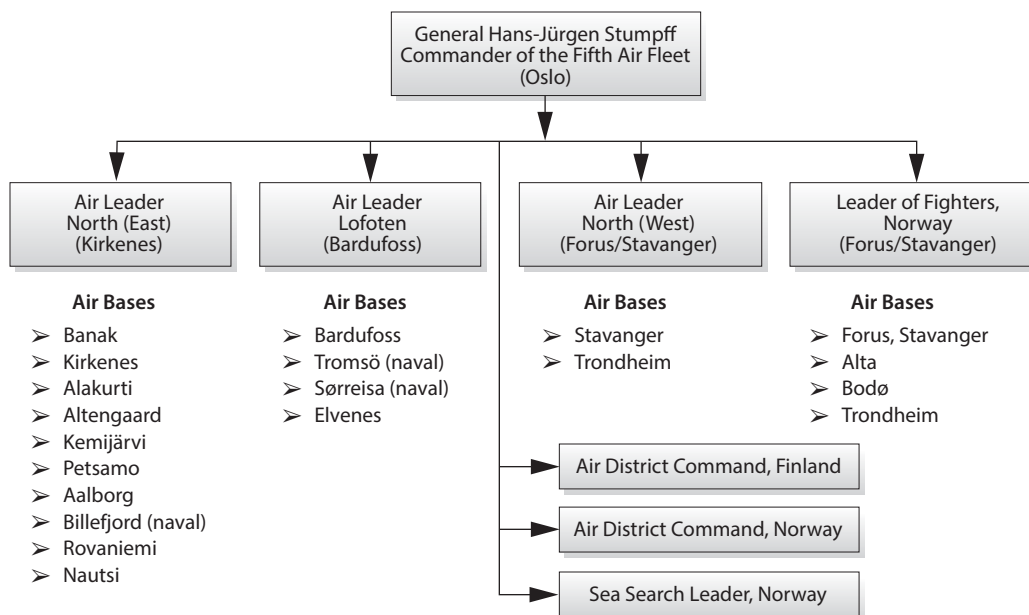 General Hans-Jürgen Stumpff
Commander of the Fifth Air Fleet
(Oslo)
Air Leader
North (East)
(Kirkenes)
Air Bases
➢ Banak
➢ Kirkenes
➢ Alakurti
➢ Altengaard
➢ Kemijärvi
➢ Petsamo
➢ Aalborg
➢ Billefjord (naval)
➢ Rovaniemi
➢ Nautsi
Air Leader
Lofoten
(Bardufoss)
Air Bases
➢ Bardufoss
➢ Tromsö (naval)
➢ Sørreisa (naval)
➢ Elvenes
Air Leader
North (West)
(Forus/Stavanger)
Air Bases
➢ Stavanger
➢ Trondheim
Leader of Fighters,
Norway
(Forus/Stavanger)
Air Bases
➢ Forus, Stavanger
➢ Alta
➢ Bodø
➢ Trondheim
Air District Command, Finland
Air District Command, Norway
Sea Search Leader, Norway